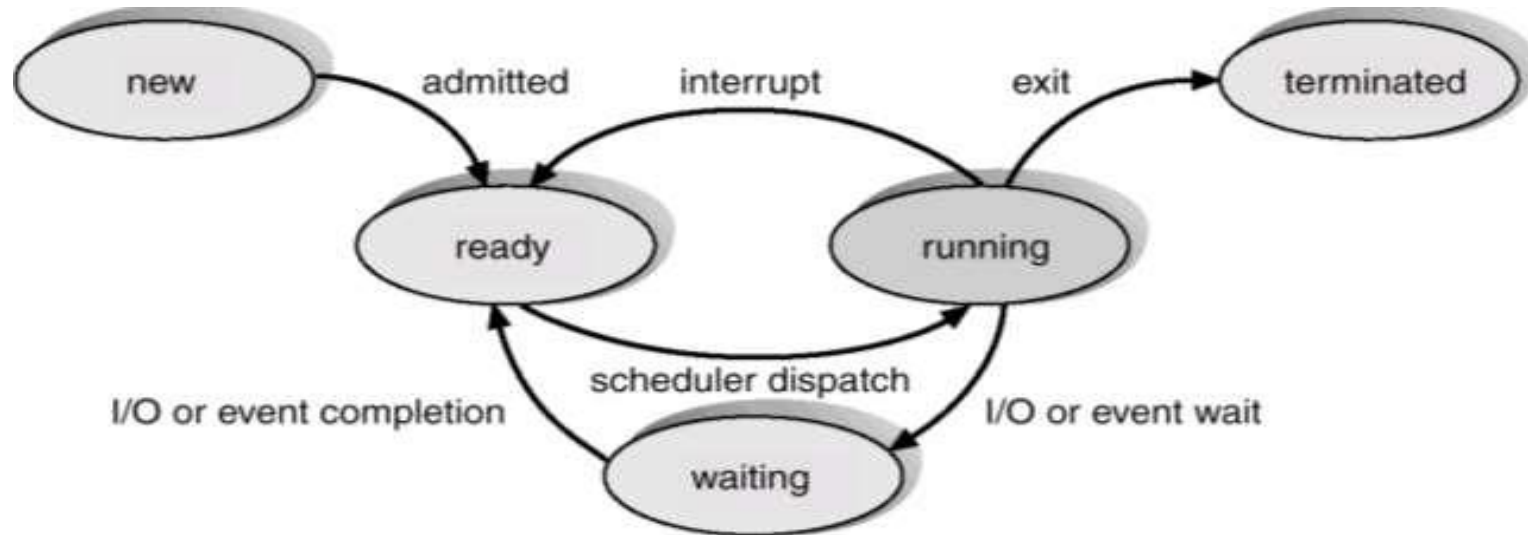 new
admitted
interrupt
exit
terminated
ready
running
scheduler dispatch
I/O or event completion
I/O or event wait
waiting